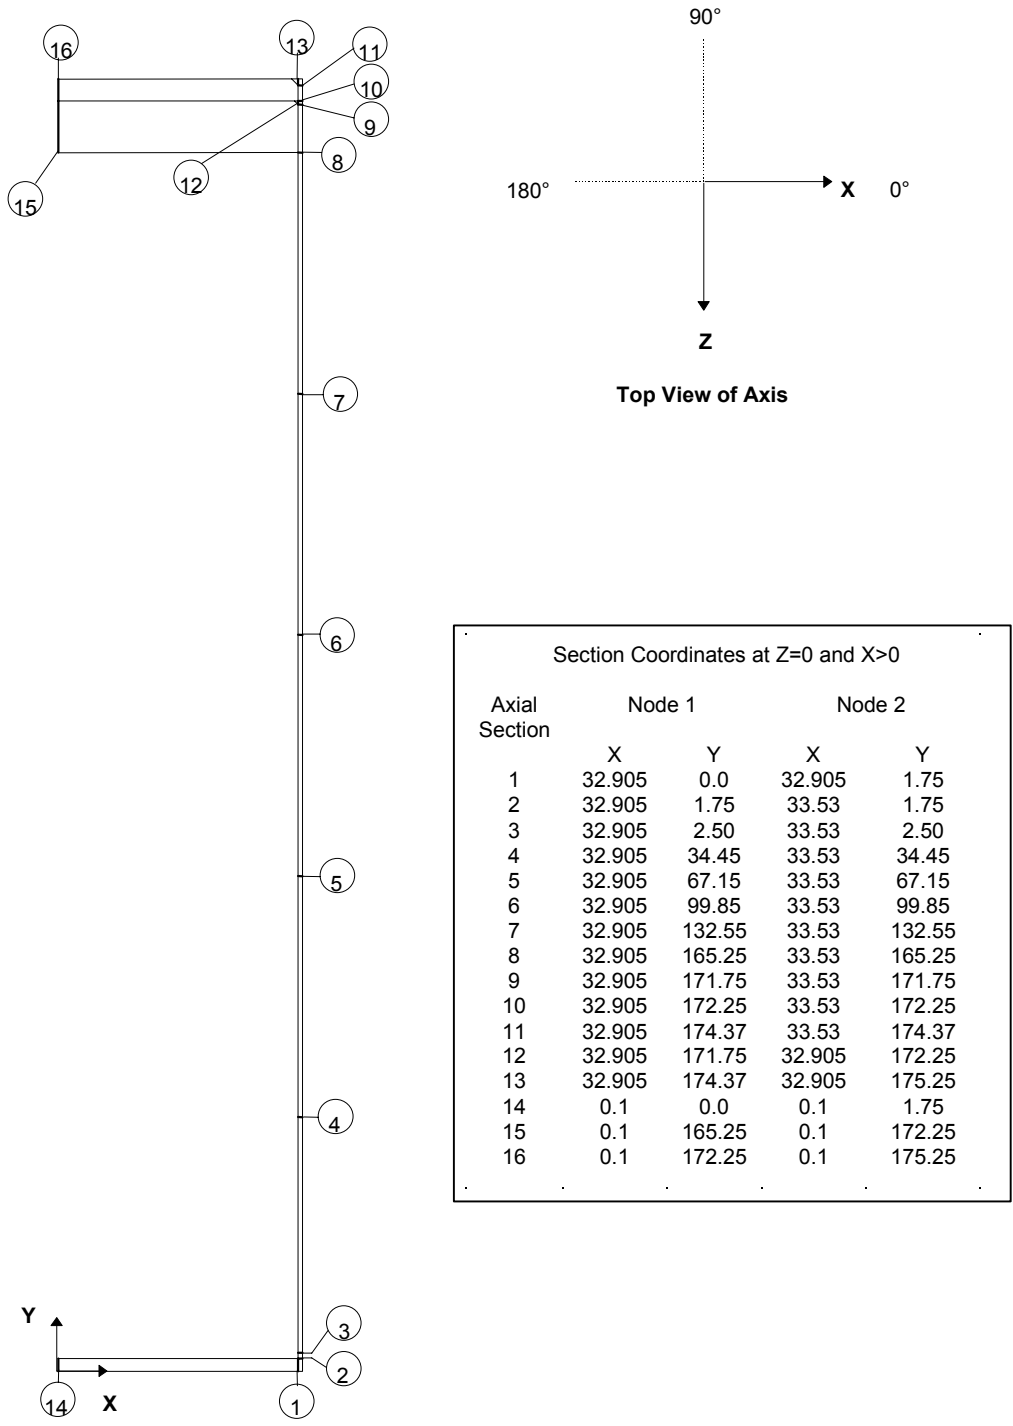 16
13
11
10
9
12
8
15
7
6
5
4
3
2
14
1
Y
X
90°
180°
X 0°
Z
Top View of Axis
Section Coordinates at Z=0 and X>0
Axial Node 1 Node 2
Section
X Y X Y
1 32.905 0.0 32.905 1.75
2 32.905 1.75 33.53 1.75
3 32.905 2.50 33.53 2.50
4 32.905 34.45 33.53 34.45
5 32.905 67.15 33.53 67.15
6 32.905 99.85 33.53 99.85
7 32.905 132.55 33.53 132.55
8 32.905 165.25 33.53 165.25
9 32.905 171.75 33.53 171.75
10 32.905 172.25 33.53 172.25
11 32.905 174.37 33.53 174.37
12 32.905 171.75 32.905 172.25
13 32.905 174.37 32.905 175.25
14 0.1 0.0 0.1 1.75
15 0.1 165.25 0.1 172.25
16 0.1 172.25 0.1 175.25